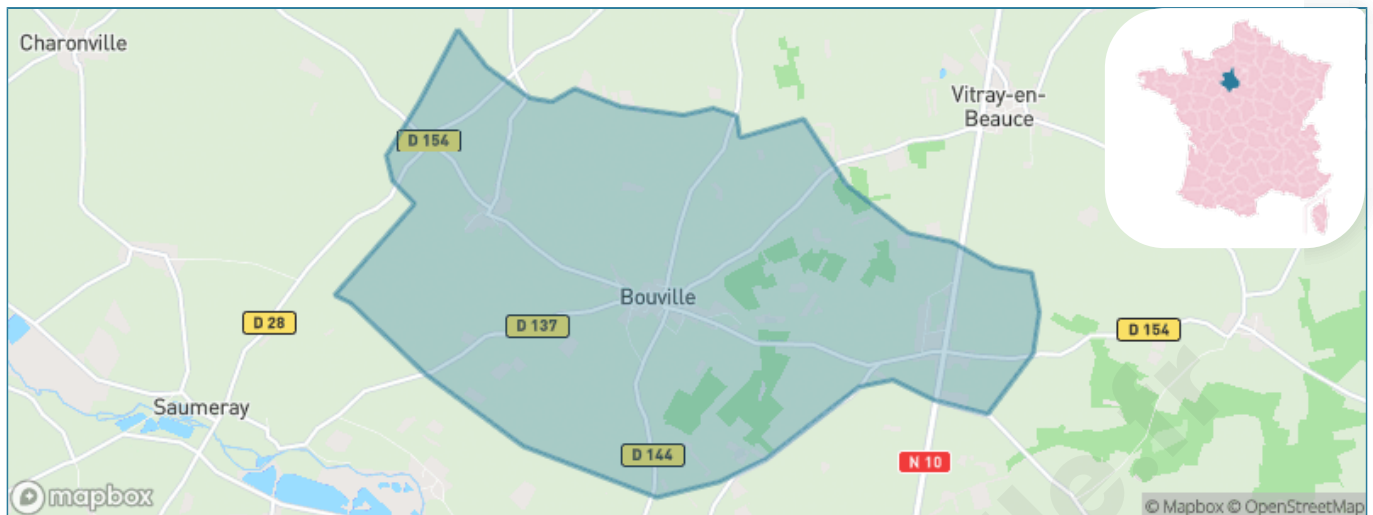 Charonville
Vitray-en-
Beauce
D 154
Bouville
D 28
D 137
D 154
Saumeray
D 144
N 10
mapbox
© Mapbox © OpenStreetMap